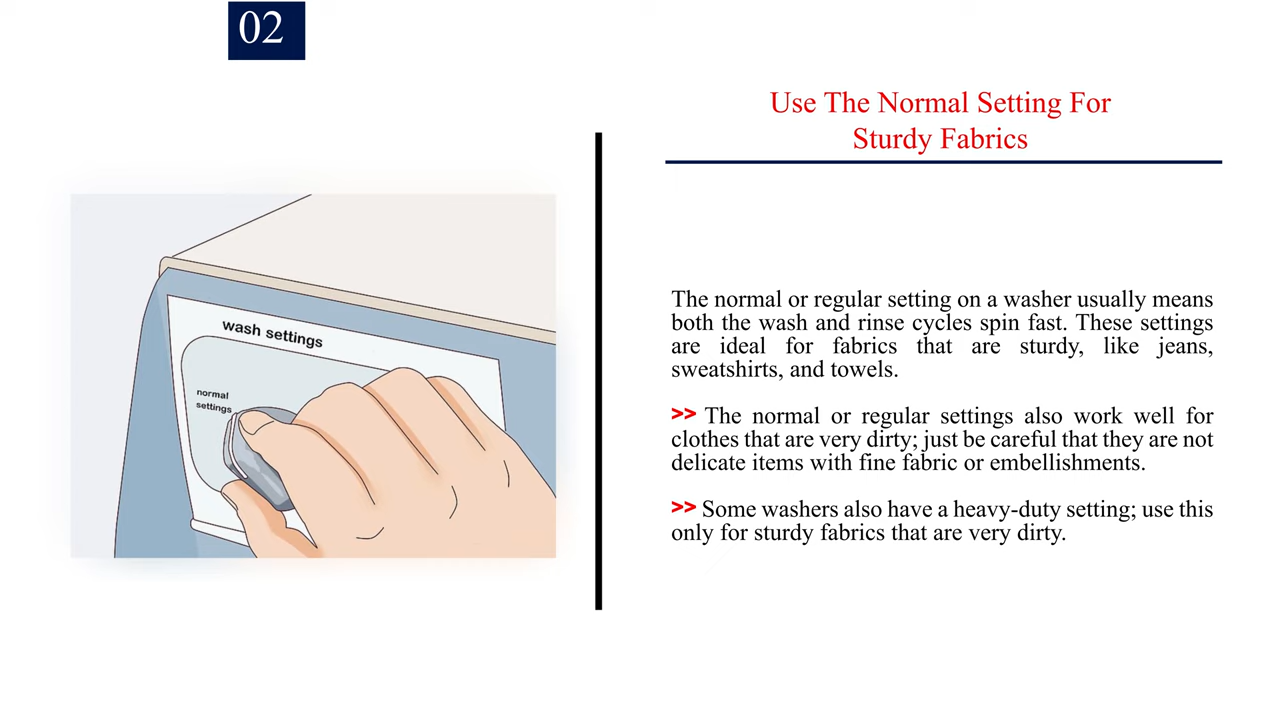 02
Use The Normal Setting For
Sturdy Fabrics
wash settings
normal
settings
The normal or regular setting on a washer usually means
both the wash and rinse cycles spin fast. These settings
are ideal for fabrics that are sturdy, like jeans,
sweatshirts, and towels.
>> The normal or regular settings also work well for
clothes that are very dirty; just be careful that they are not
delicate items with fine fabric or embellishments.
>> Some washers also have a heavy-duty setting; use this
only for sturdy fabrics that are very dirty.